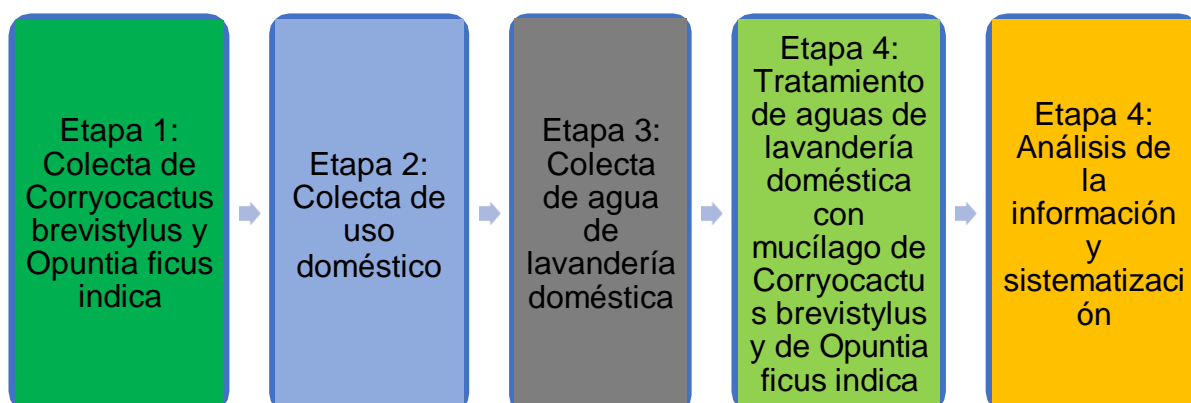 Etapa 1:
Colecta de
Corryocactus
brevistylus y
Opuntia ficus
indica
Etapa 2:
Colecta de
uso
doméstico
Etapa 3:
Colecta
de agua
de
lavandería
doméstica
Etapa 4:
Tratamiento
de aguas de
lavandería
doméstica
con
mucílago de
Corryocactu
s brevistylus
y de Opuntia
ficus indica
Etapa 4:
Análisis de
la
información
y
sistematizaci
ón